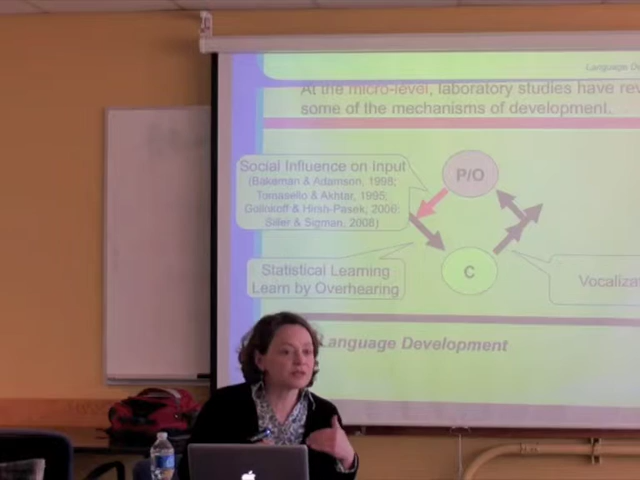 Language De
At the micro-level, laboratory studies have rev
some of the mechanisms of development.
Social Influence on Input
(Bakeman & Adamson, 1998;
Tomasello & Akhtar, 1995;
Golinkoff & Hirsh-Pasek, 2006;
Siller & Sigman, 2008)
P/O
Statistical Learning
Learn by Overhearing
C
Vocalizat
Language Development